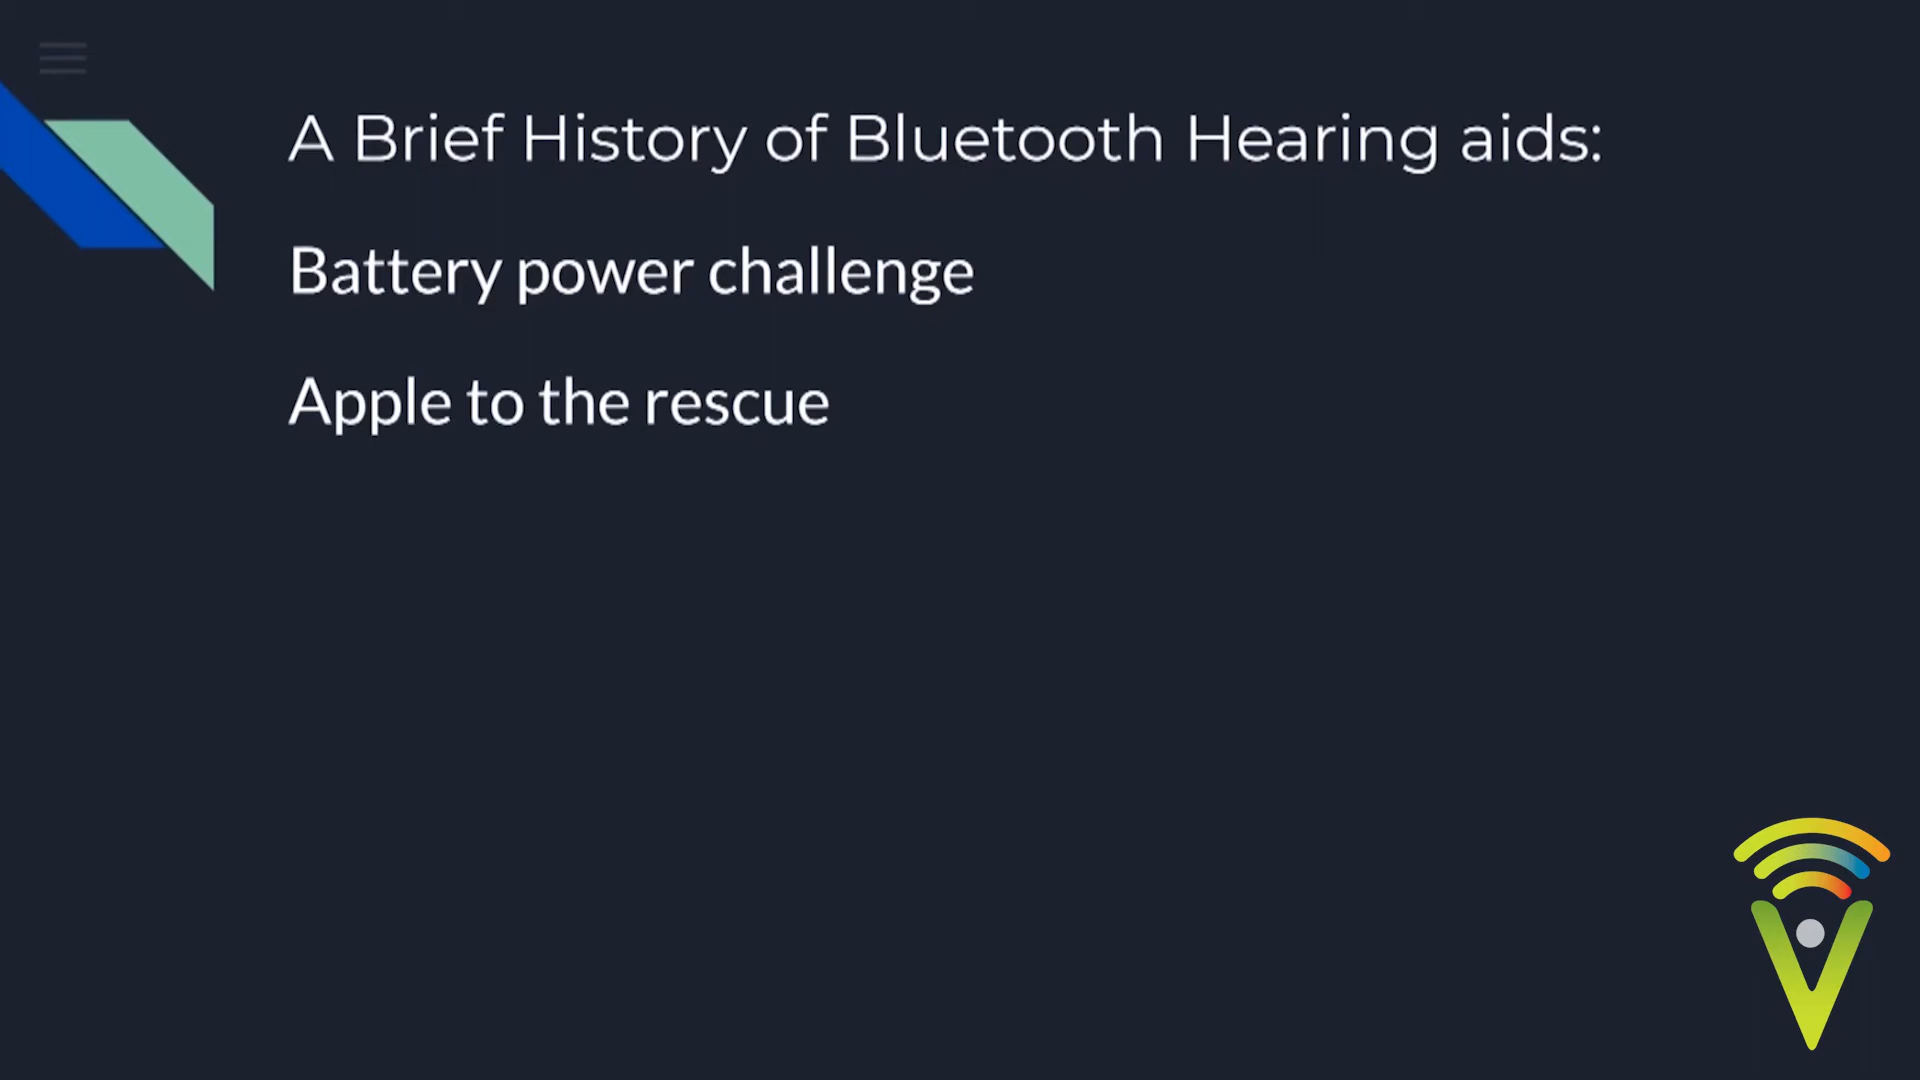 A Brief History of Bluetooth Hearing aids:
Battery power challenge
Apple to the rescue